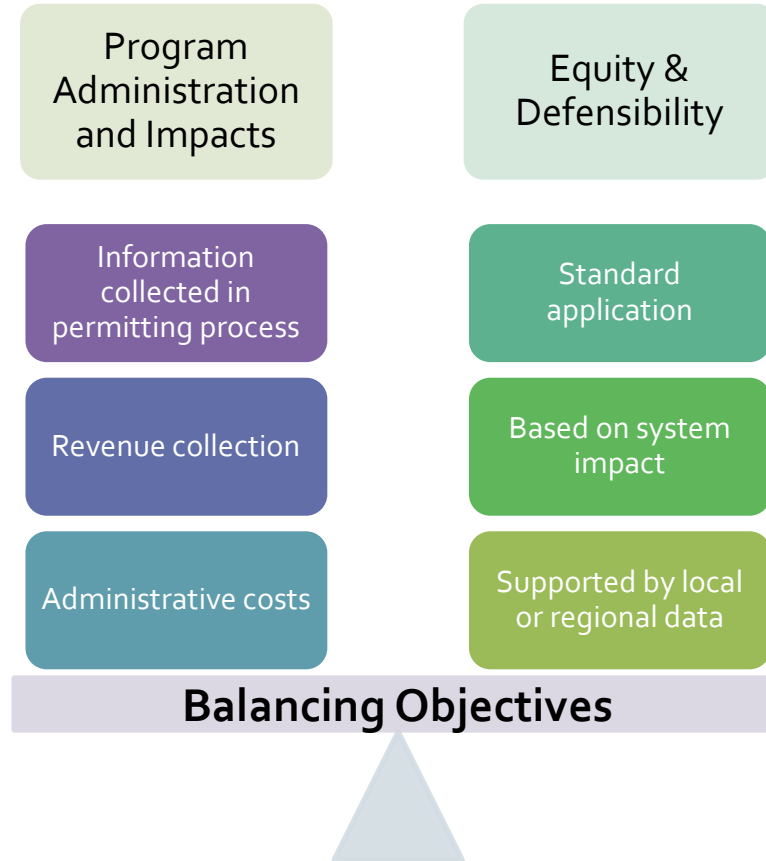 Program
Administration
and Impacts
Information
collected in
permitting process
Revenue collection
Administrative costs
Equity &
Defensibility
Standard
application
Based on system
impact
Supported by local
or regional data
Balancing Objectives